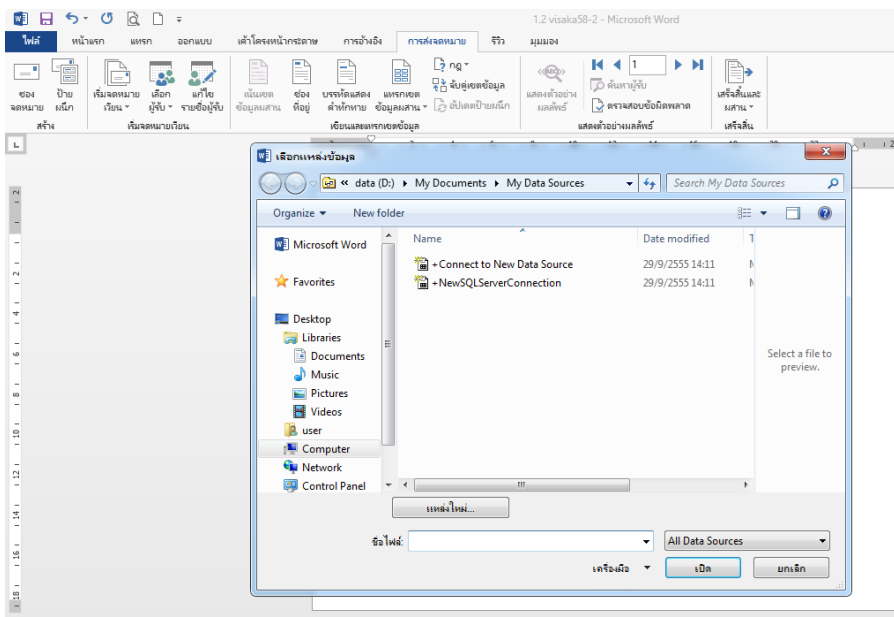 1.2 visaka58-2 - Microsoft Word
ไฟล์ หน้าแรก แทรก ออกแบบ เค้าโครงหน้ากระดาษ การอ้างอิง การส่งจดหมาย รีวิว มุมมอง
ซอง
จดหมาย
ป้าย
ผนึก
เริ่มจดหมาย
เวียน
เลือก
ผู้รับ
แก้ไข
รายชื่อผู้รับ
เน้นเขต
ข้อมูลผสาน
ช่อง
ที่อยู่
บรรทัดแสดง
คำทักทาย
แทรกเขต
ข้อมูลผสาน
กฎ
จับคู่เขตข้อมูล
อัปเดตป้ายผนึก
ABC
แสดงตัวอย่าง
ผลลัพธ์
1
ค้นหาผู้รับ
ตรวจสอบข้อผิดพลาด
เสร็จสิ้นและ
ผสาน
สร้าง เริ่มจดหมายเวียน เขียนและแทรกเขตข้อมูล แสดงตัวอย่างผลลัพธ์ เสร็จสิ้น
เลือกแหล่งข้อมูล
data (D:) My Documents My Data Sources Search My Data Sources
Organize New folder
Microsoft Word
Favorites
Desktop
Libraries
Documents
Music
Pictures
Videos
user
Computer
Network
Control Panel
Name Date modified T
+Connect to New Data Source 29/9/2555 14:11
+NewSQLServerConnection 29/9/2555 14:11
Select a file to
preview.
แหล่งใหม่...
ชื่อไฟล์: All Data Sources
เครื่องมือ เปิด ยกเลิก
2
2
4
6
8
10
12
14
16
18